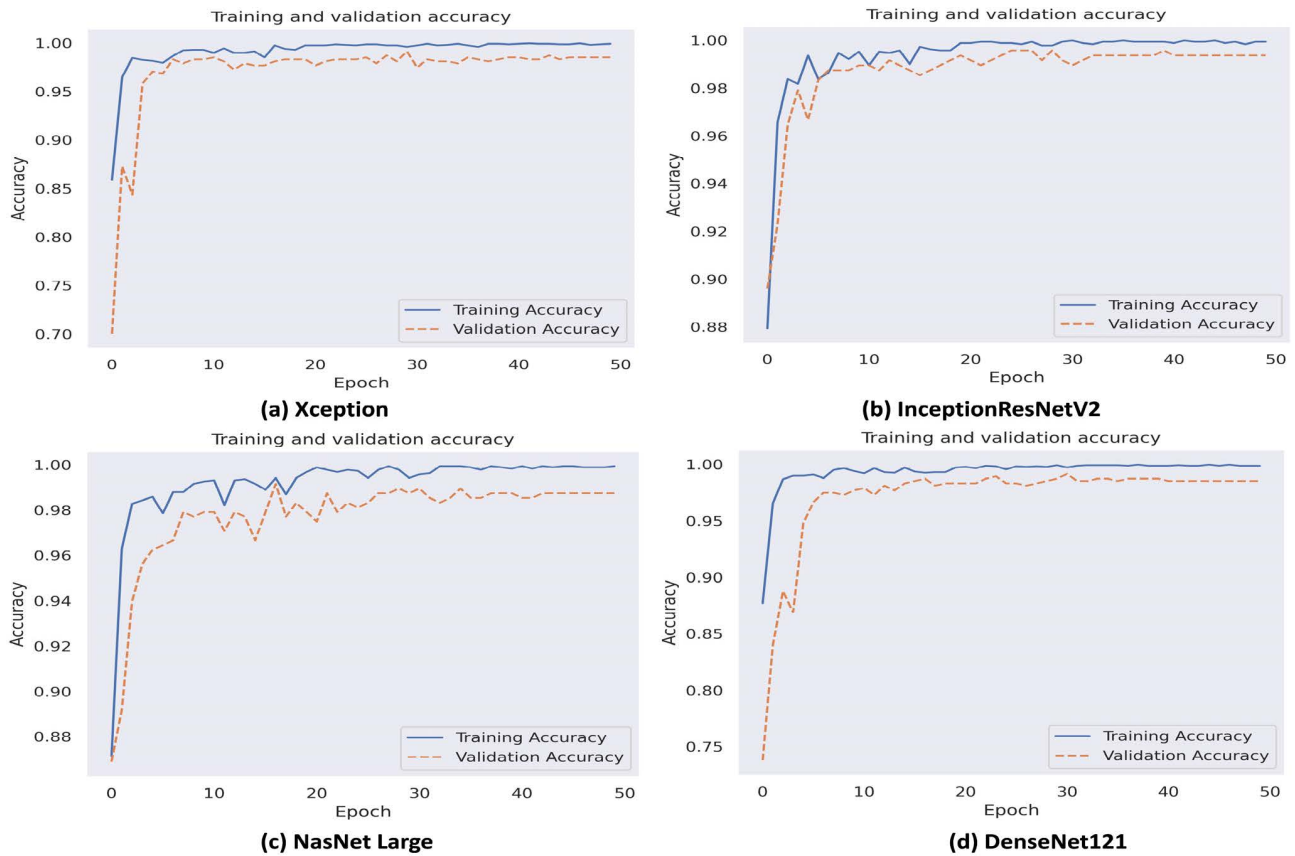 Training and validation accuracy
1.00
0.95
0.90
0.85
0.80
0.75
0.70
Accuracy
Training Accuracy
Validation Accuracy
0 10 20 30 40 50
Epoch
(a) Xception
Training and validation accuracy
1.00
0.98
0.96
0.94
0.92
0.90
0.88
Accuracy
Training Accuracy
Validation Accuracy
0 10 20 30 40 50
Epoch
(b) InceptionResNetV2
Training and validation accuracy
1.00
0.98
0.96
0.94
0.92
0.90
0.88
Accuracy
Training Accuracy
Validation Accuracy
0 10 20 30 40 50
Epoch
(c) NasNet Large
Training and validation accuracy
1.00
0.95
0.90
0.85
0.80
0.75
Accuracy
Training Accuracy
Validation Accuracy
0 10 20 30 40 50
Epoch
(d) DenseNet121